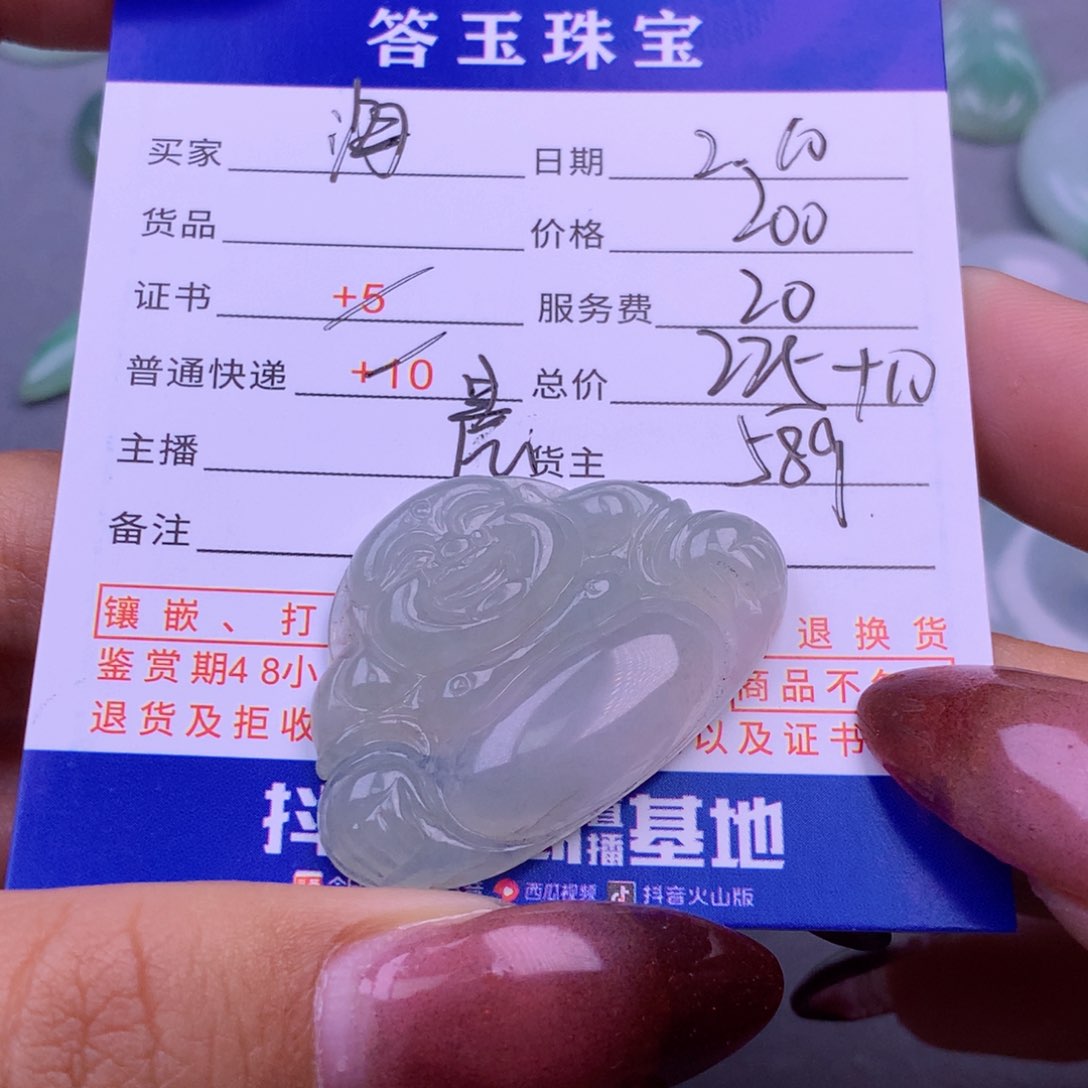 答玉珠宝
买家 日期 2.10
货品 价格 200
证书 +5 服务费 20
普通快递 +10 总价 225+10
主播 亮 货主 589
备注
镶嵌、打 退换货
鉴赏期48小 商品不
退货及拒收 以及证书
抖 播基地
西瓜视频 抖音火山版